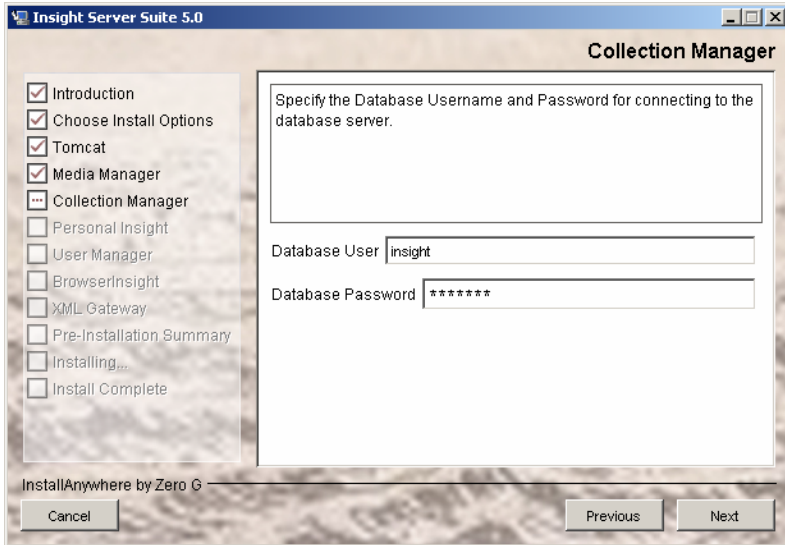 Insight Server Suite 5.0
Collection Manager
Introduction
Choose Install Options
Tomcat
Media Manager
Collection Manager
Personal Insight
User Manager
BrowserInsight
XML Gateway
Pre-Installation Summary
Installing...
Install Complete
Specify the Database Username and Password for connecting to the
database server.
Database User insight
Database Password *******
InstallAnywhere by Zero G
Cancel Previous Next